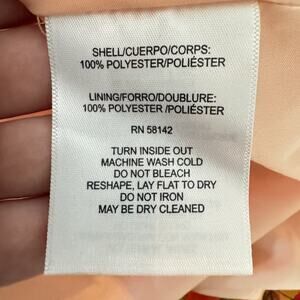 SHELL/CUERPO/CORPS:
100% POLYESTER/POLIÉSTER
LINING/FORRO/DOUBLURE:
100% POLYESTER /POLIÉSTER
RN 58142
TURN INSIDE OUT
MACHINE WASH COLD
DO NOT BLEACH
RESHAPE, LAY FLAT TO DRY
DO NOT IRON
MAY BE DRY CLEANED